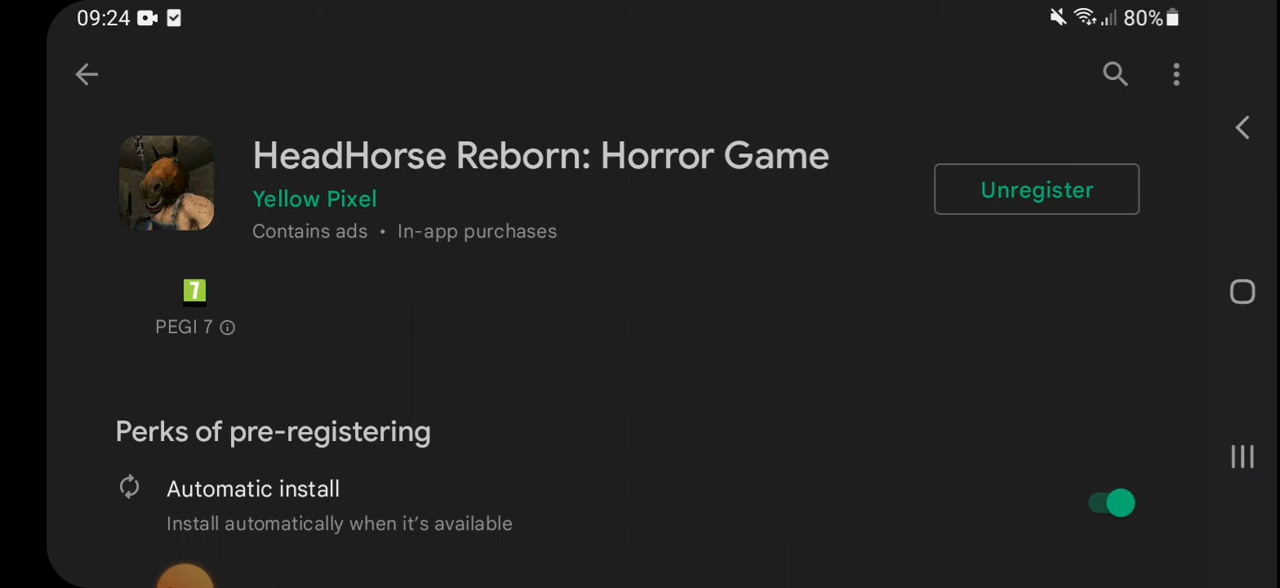 09:24 80%
HeadHorse Reborn: Horror Game
Yellow Pixel
Unregister
Contains ads • In-app purchases
7
PEGI 7
Perks of pre-registering
Automatic install
Install automatically when it's available